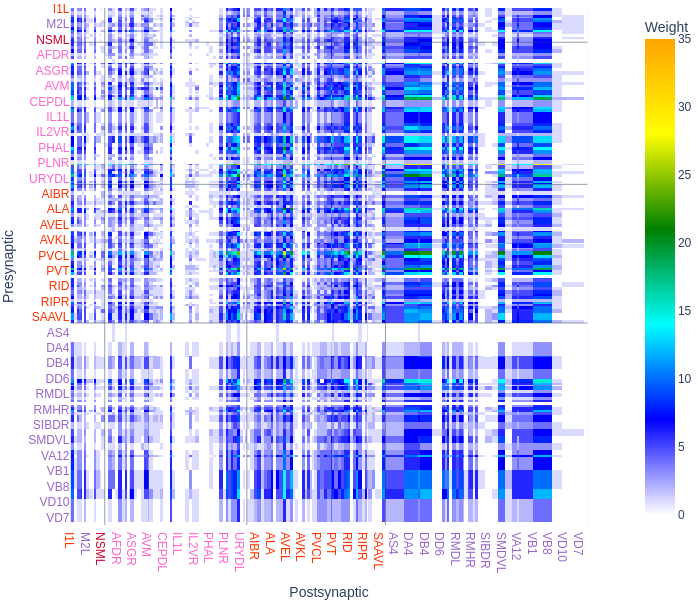 Weight
35
30
25
20
15
10
5
0
Presynaptic
I1L
M2L
NSML
AFDR
ASGR
AVM
CEPDL
IL1L
IL2VR
PHAL
PLNR
URYDL
AIBR
ALA
AVEL
AVKL
PVCL
PVT
RID
RIPR
SAAVL
AS4
DA4
DB4
DD6
RMDL
RMHR
SIBDR
SMDVL
VA12
VB1
VB8
VD10
VD7
I1L M2L NSML AFDR ASGR AVM CEPDL IL1L IL2VR PHAL PLNR URYDL AIBR ALA AVEL AVKL PVCL PVT RID RIPR SAAVL AS4 DA4 DB4 DD6 RMDL RMHR SIBDR SMDVL VA12 VB1 VB8 VD10 VD7
Postsynaptic